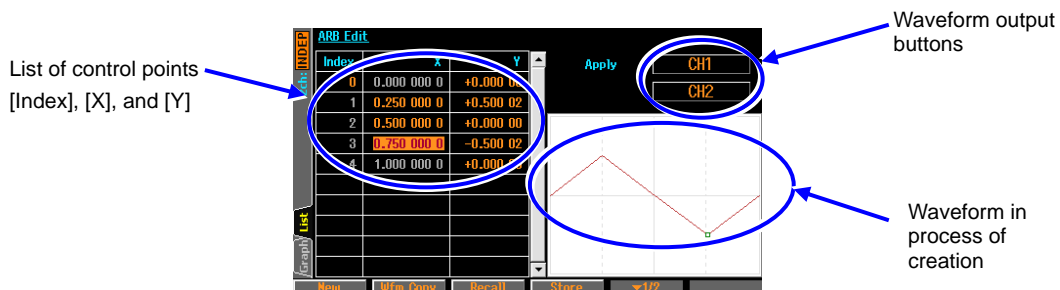 Waveform output
buttons
List of control points
[Index], [X], and [Y]
INDEP
ARB Edit
Index X Y
0 0.000 000 0 +0.000 00
1 0.250 000 0 +0.500 02
2 0.500 000 0 +0.000 00
3 0.750 000 0 -0.500 02
4 1.000 000 0 +0.000 00
Apply
CH1
CH2
List
Graph
Waveform in
process of
creation
New Wfm Copy Recall Store ▼1/2